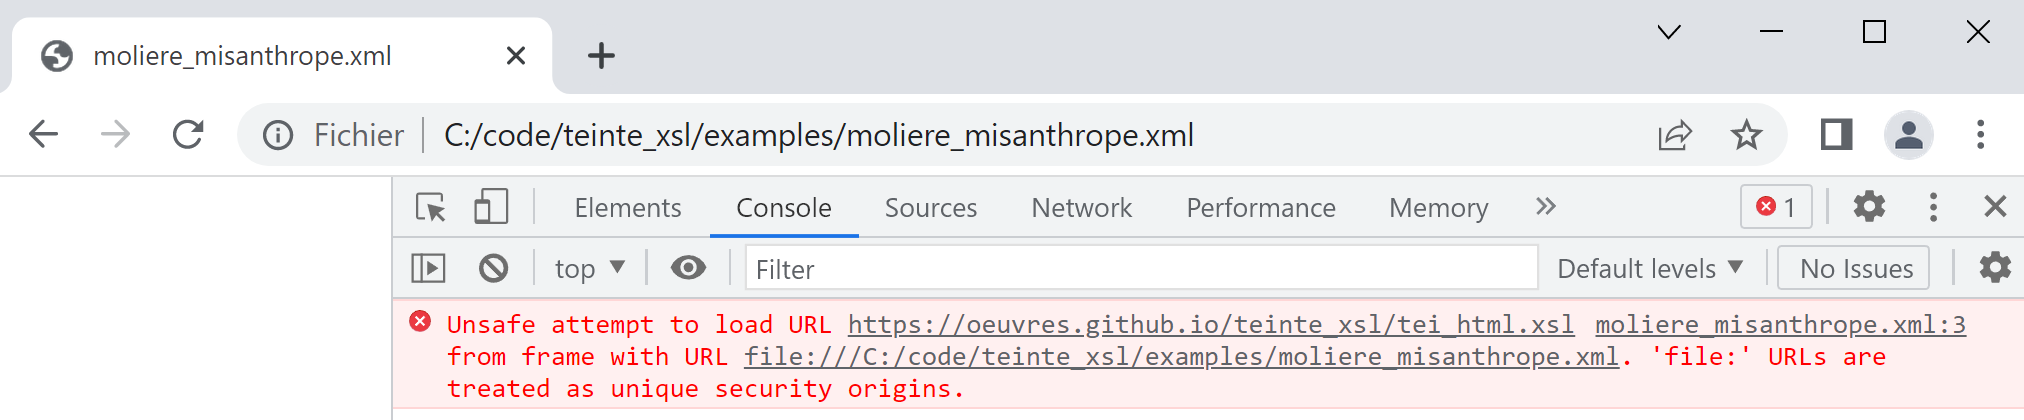 moliere_misanthrope.xml
Fichier C:/code/teinte_xsl/examples/moliere_misanthrope.xml
Elements Console Sources Network Performance Memory 1
top Filter Default levels No Issues
Unsafe attempt to load URL https://oeuvres.github.io/teinte_xsl/tei_html.xsl moliere_misanthrope.xml:3
from frame with URL file:///C:/code/teinte_xsl/examples/moliere_misanthrope.xml. 'file:' URLs are
treated as unique security origins.